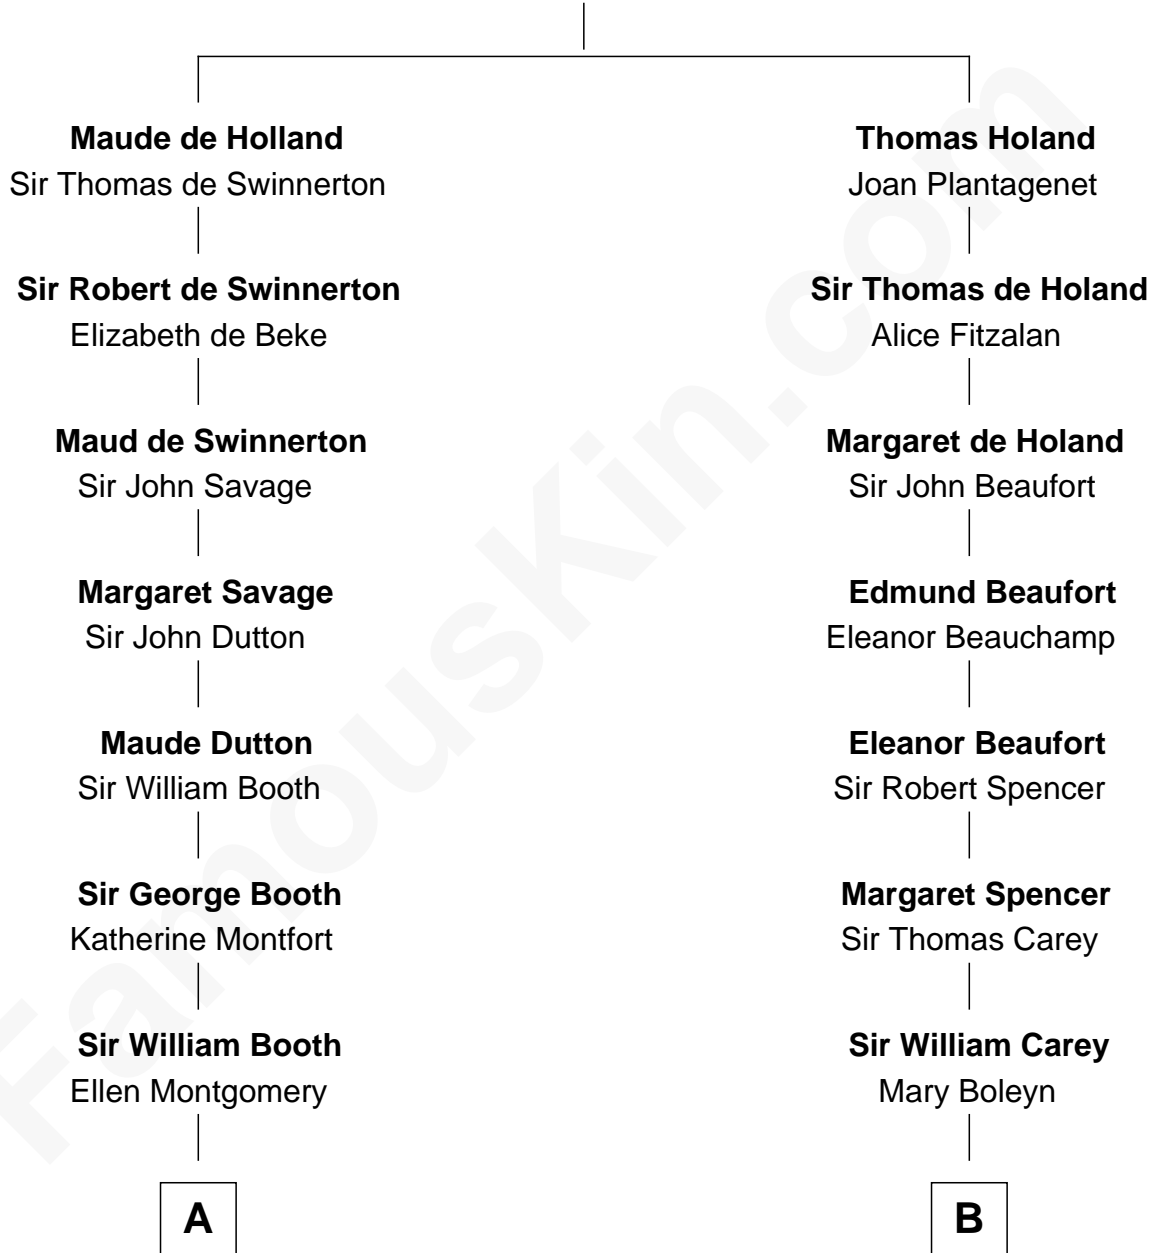 Maude de Holland
Sir Thomas de Swinnerton
Thomas Holand
Joan Plantagenet
Sir Robert de Swinnerton
Elizabeth de Beke
Sir Thomas de Holand
Alice Fitzalan
Maud de Swinnerton
Sir John Savage
Margaret de Holand
Sir John Beaufort
Margaret Savage
Sir John Dutton
Edmund Beaufort
Eleanor Beauchamp
Maude Dutton
Sir William Booth
Eleanor Beaufort
Sir Robert Spencer
Sir George Booth
Katherine Montfort
Margaret Spencer
Sir Thomas Carey
Sir William Booth
Ellen Montgomery
Sir William Carey
Mary Boleyn
A
B
FamousKin.com